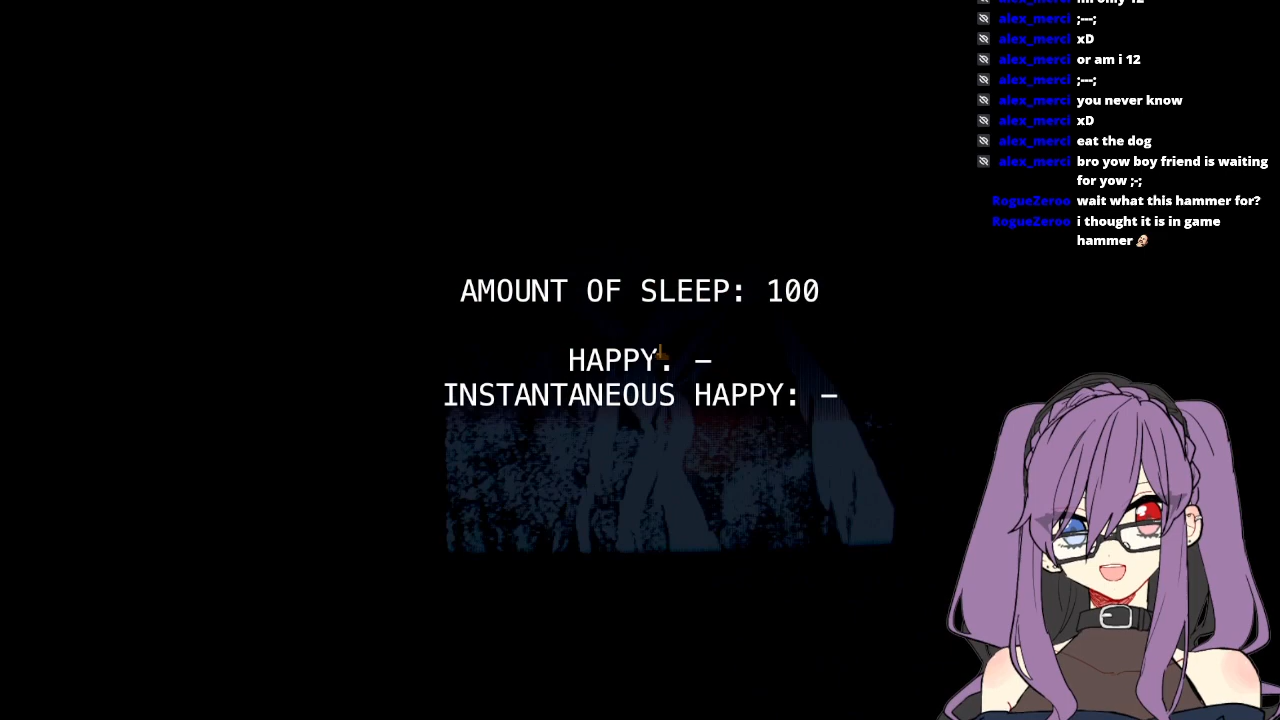 alex_merci ;---;
alex_merci xD
alex_merci or am i 12
alex_merci ;---;
alex_merci you never know
alex_merci xD
alex_merci eat the dog
alex_merci bro yow boy friend is waiting
for yow ;-;
RogueZeroo wait what this hammer for?
RogueZeroo i thought it is in game
hammer
AMOUNT OF SLEEP: 100
HAPPY: –
INSTANTANEOUS HAPPY: –